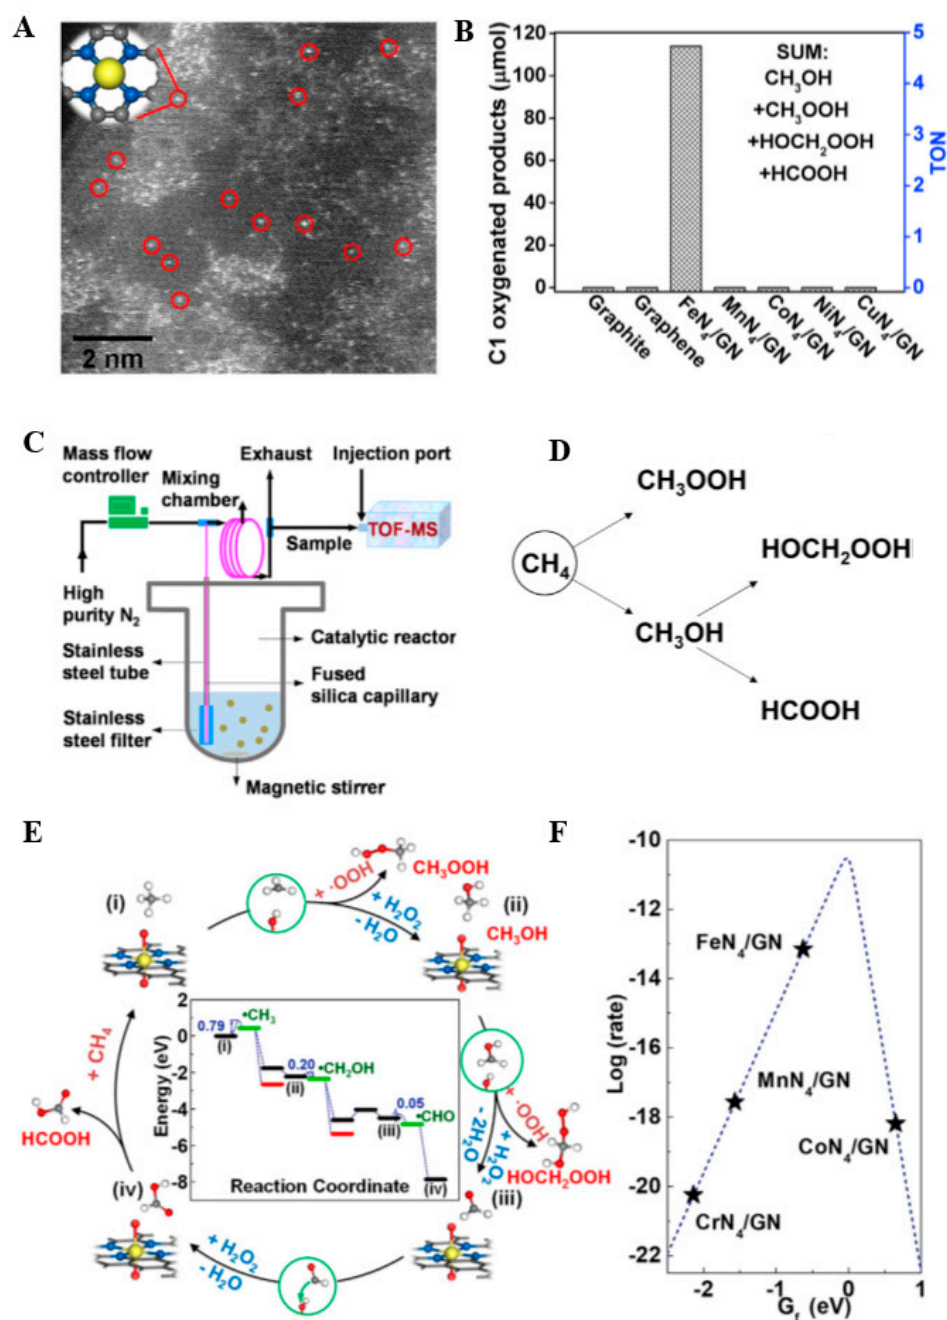 A
2 nm
B
C1 oxygenated products (μmol)
120
100
80
60
40
20
0
SUM:
CH₃OH
+CH₃OOH
+HOCH₂OOH
+HCOOH
5
4
3
2
1
0
TON
Graphite
Graphene
FeN₄/GN
MnN₄/GN
CoN₄/GN
NiN₄/GN
CuN₄/GN
C
Mass flow
controller
Mixing
chamber
Exhaust
Injection port
TOF-MS
Sample
High
purity N₂
Catalytic reactor
Stainless
steel tube
Fused
silica capillary
Stainless
steel filter
Magnetic stirrer
D
CH₄
CH₃OOH
CH₃OH
HOCH₂OOH
HCOOH
E
(i)
+ ·OOH
CH₃OOH
+ H₂O₂
- H₂O
(ii)
CH₃OH
+ CH₄
HCOOH
(iv)
+ ·OOH
+ H₂O₂
- 2H₂O
HOCH₂OOH
(iii)
+ H₂O₂
- H₂O
Energy (eV)
2
0
-2
-4
-6
-8
0.79
•CH₃
(i)
0.20
•CH₂OH
(ii)
0.05
•CHO
(iii)
(iv)
Reaction Coordinate
F
Log (rate)
-10
-12
-14
-16
-18
-20
-22
FeN₄/GN
MnN₄/GN
CoN₄/GN
CrN₄/GN
-2
-1
0
1
G_f (eV)